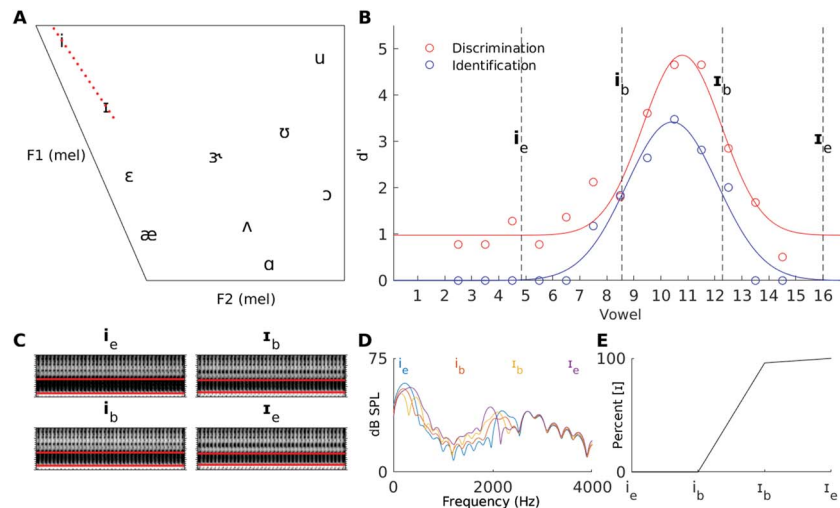 A
i
ɪ
u
ʊ
ɝ
F1 (mel)
ɛ
ɔ
æ
ʌ
ɑ
F2 (mel)
B
Discrimination
Identification
i_e
i_b
ɪ_b
ɪ_e
d'
5
4
3
2
1
0
1 2 3 4 5 6 7 8 9 10 11 12 13 14 15 16
Vowel
C
i_e ɪ_b
i_b ɪ_e
D
75
i_e i_b ɪ_b ɪ_e
dB SPL
0
0 2000 4000
Frequency (Hz)
E
100
Percent [ɪ]
0
i_e i_b ɪ_b ɪ_e